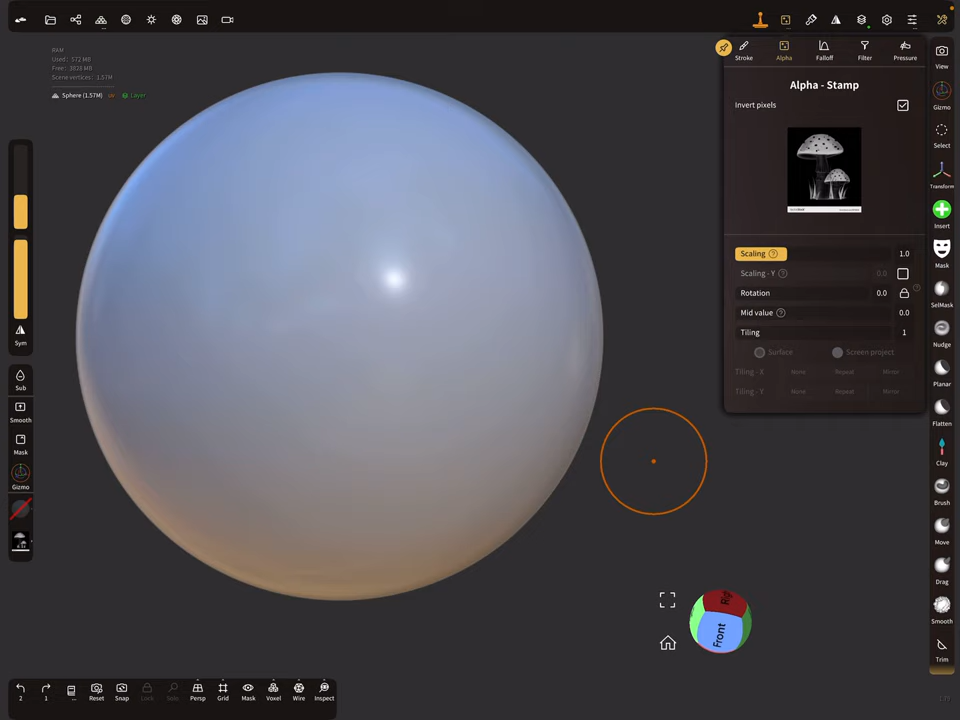 RAM
Used: 572 MB
Free: 3828 MB
Scene vertices: 1.57M
Sphere (1.57M) uv Layer
Sym
Sub
Smooth
Mask
Gizmo
Stroke Alpha Falloff Filter Pressure
Alpha - Stamp
Invert pixels
Scaling ? 1.0
Scaling - Y ? 0.0
?
Rotation 0.0
Mid value ? 0.0
Tiling 1
Surface Screen project
Tiling - X None Repeat Mirror
Tiling - Y None Repeat Mirror
View
Gizmo
Select
Transform
Insert
Mask
SelMask
Nudge
Planar
Flatten
Clay
Brush
Move
Drag
Smooth
Trim
Right
Front
2 1 ... Reset Snap Lock Sele Persp Grid Mask Voxel Wire Inspect